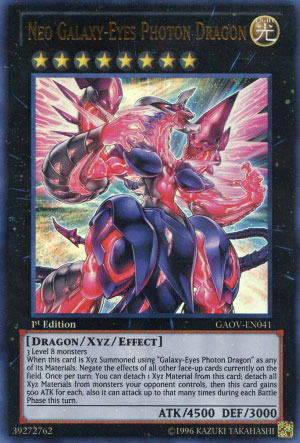 Neo Galaxy-Eyes Photon Dragon
LIGHT
光
1st Edition
GAOV-EN041
[Dragon/Xyz/Effect]
3 Level 8 monsters
When this card is Xyz Summoned using "Galaxy-Eyes Photon Dragon" as any
of its Materials: Negate the effects of all other face-up cards currently on
the field. Once per turn: You can detach 1 Xyz Material from this card; detach all
Xyz Materials from monsters your opponent controls, then this card gains
500 ATK for each, also it can attack up to that many times during each Battle
Phase this turn.
ATK/4500 DEF/3000
39272762
©1996 KAZUKI TAKAHASHI